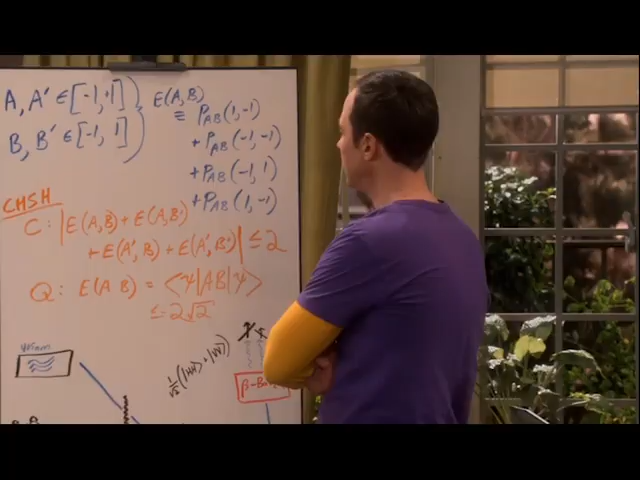 A, A' ∈ [-1, +1]
B, B' ∈ [-1, 1]
E(A, B)
≡ P_AB(1, -1)
+ P_AB(-1, -1)
+ P_AB(-1, 1)
+ P_AB(1, -1)
CHSH
C: |E(A, B) + E(A, B')
+ E(A', B) + E(A', B')| ≤ 2
Q: E(A B) = <ψ|AB|ψ>
≤ 2√2
1/√2 (|HH> + |VV>)